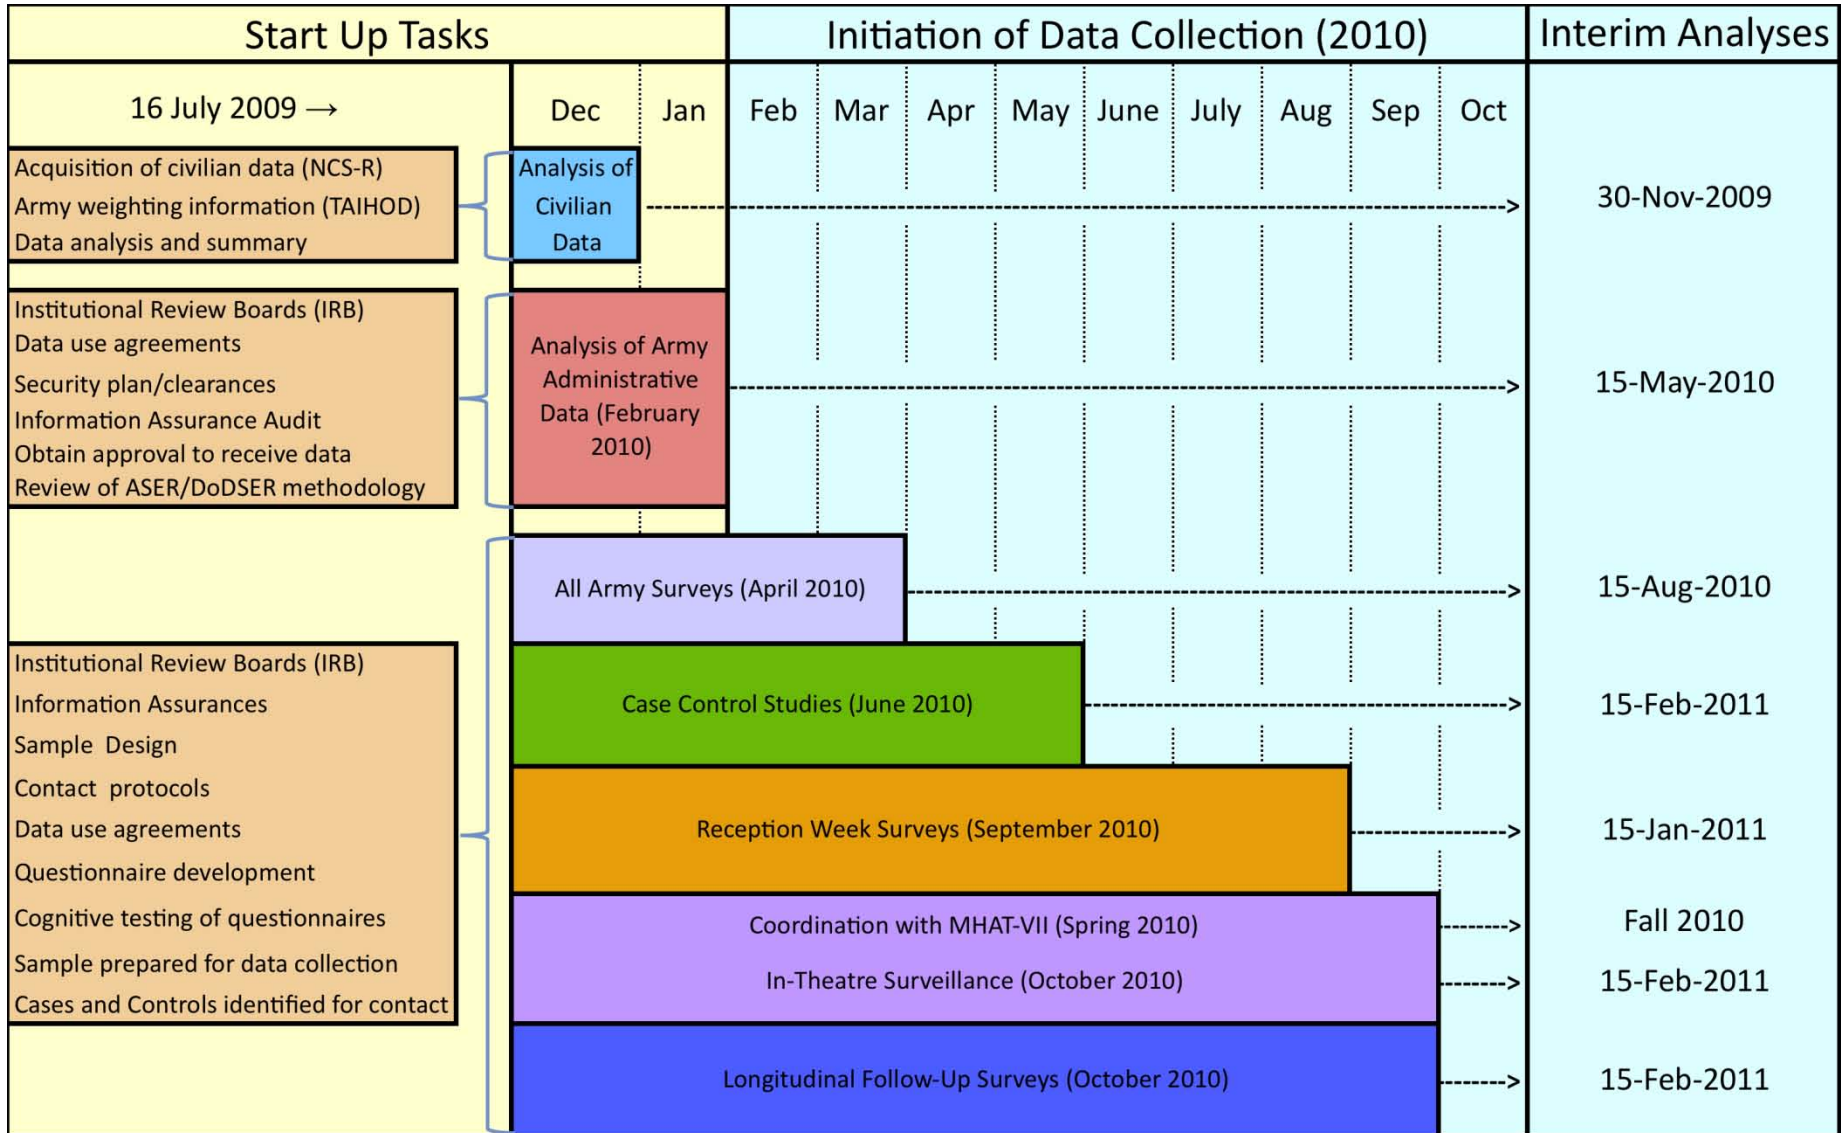 Start Up Tasks
Initiation of Data Collection (2010)
Interim Analyses
16 July 2009 →
Dec
Jan
Feb
Mar
Apr
May
June
July
Aug
Sep
Oct
Acquisition of civilian data (NCS-R)
Army weighting information (TAIHOD)
Data analysis and summary
Analysis of
Civilian
Data
30-Nov-2009
Institutional Review Boards (IRB)
Data use agreements
Security plan/clearances
Information Assurance Audit
Obtain approval to receive data
Review of ASER/DoDSER methodology
Analysis of Army
Administrative
Data (February
2010)
15-May-2010
All Army Surveys (April 2010)
15-Aug-2010
Institutional Review Boards (IRB)
Information Assurances
Sample Design
Contact protocols
Data use agreements
Questionnaire development
Cognitive testing of questionnaires
Sample prepared for data collection
Cases and Controls identified for contact
Case Control Studies (June 2010)
15-Feb-2011
Reception Week Surveys (September 2010)
15-Jan-2011
Coordination with MHAT-VII (Spring 2010)
Fall 2010
In-Theatre Surveillance (October 2010)
15-Feb-2011
Longitudinal Follow-Up Surveys (October 2010)
15-Feb-2011